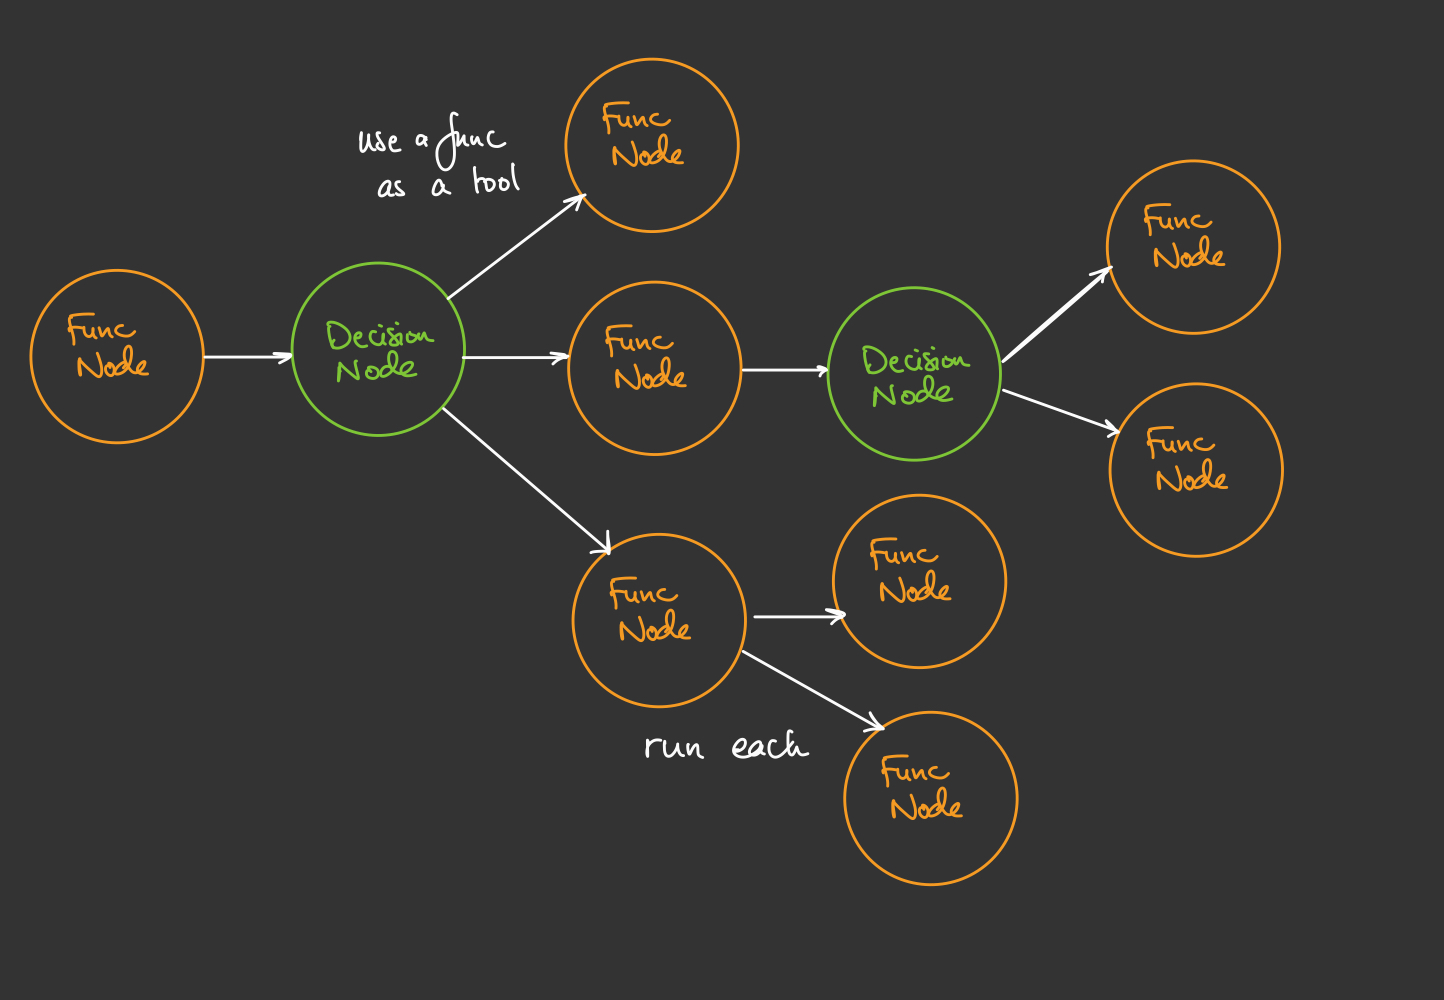 use a func
as a tool
Func
Node
Func
Node
Func
Node
Decision
Node
Func
Node
Decision
Node
Func
Node
Func
Node
Func
Node
run each
Func
Node